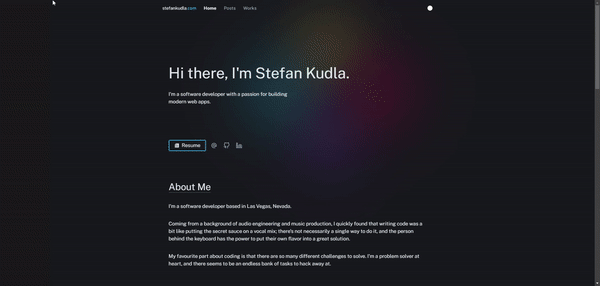 stefankudla.com Home Posts Works
Hi there, I'm Stefan Kudla.
I'm a software developer with a passion for building
modern web apps.
Resume
About Me
I'm a software developer based in Las Vegas, Nevada.
Coming from a background of audio engineering and music production, I quickly found that writing code was a
bit like putting the secret sauce on a vocal mix; there's not necessarily a single way to do it, and the person
behind the keyboard has the power to put their own flavor into a great solution.
My favourite part about coding is that there are so many different challenges to solve. I'm a problem solver at
heart, and there seems to be an endless bank of tasks to hack away at.